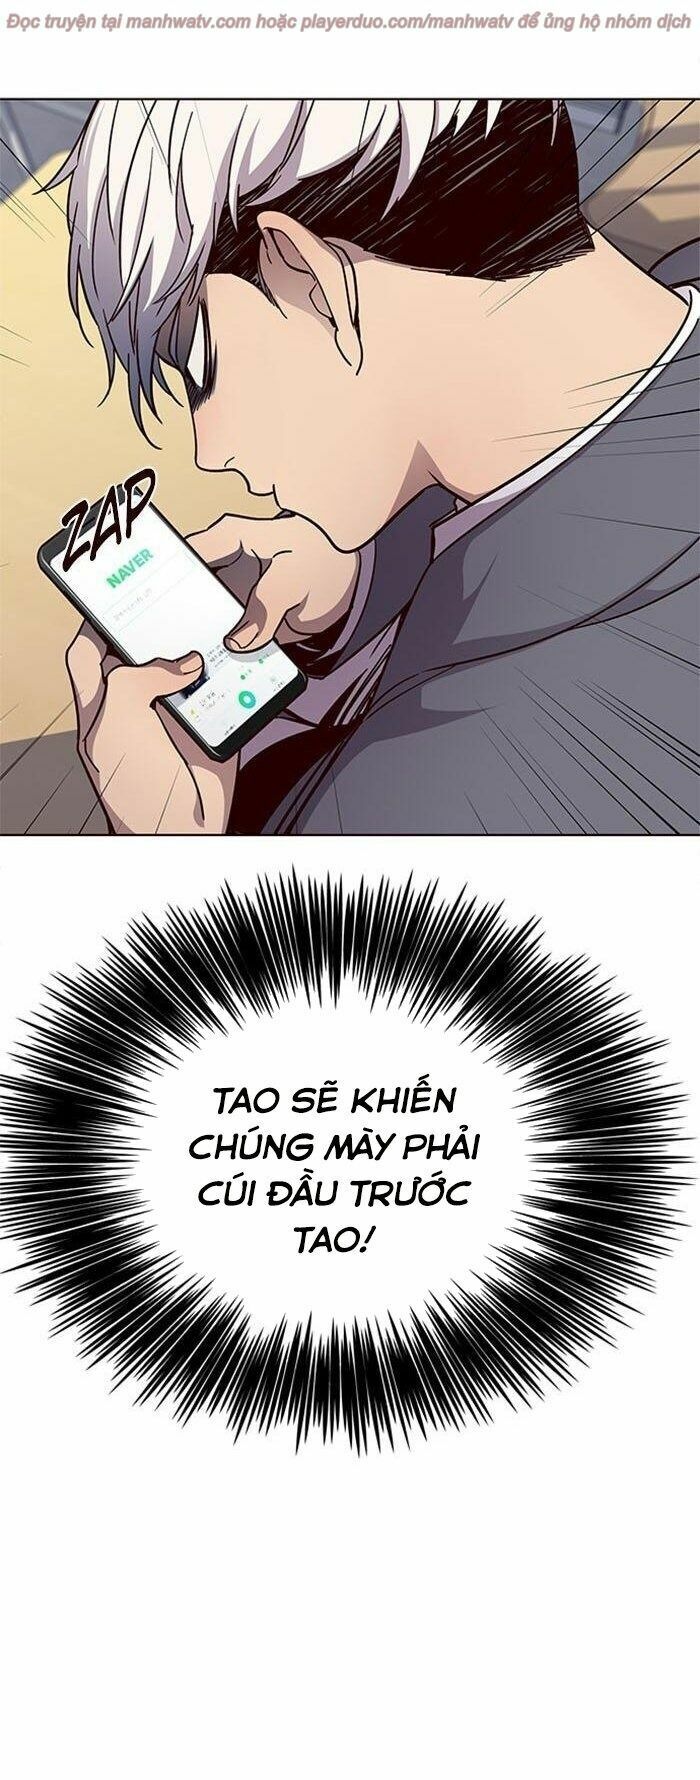 Đọc truyện tại manhwatv.com hoặc playerduo.com/manhwatv để ủng hộ nhóm dịch
ZAP
NAVER
TAO SẼ KHIẾN
CHÚNG MÀY PHẢI
CÚI ĐẦU TRƯỚC
TAO!